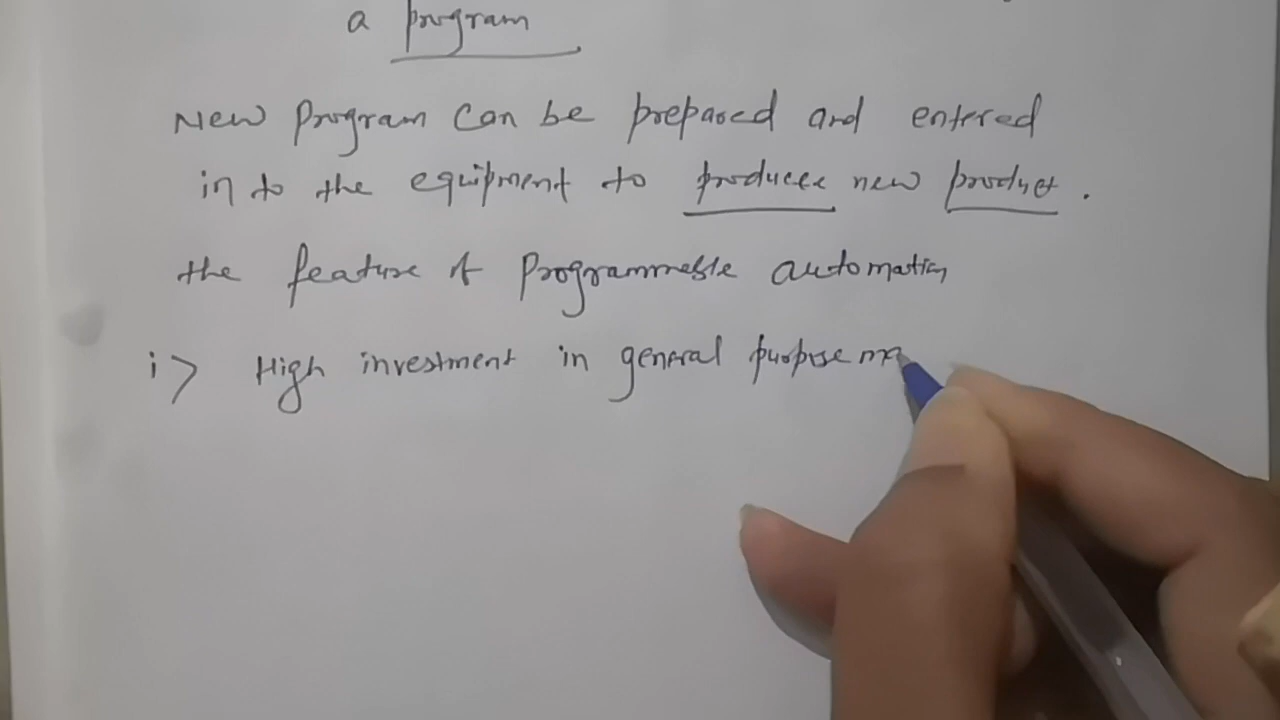 a program
New program can be prepared and entered
in to the equipment to produce new product.
the feature of programmable automation
i> High investment in general purpose ma